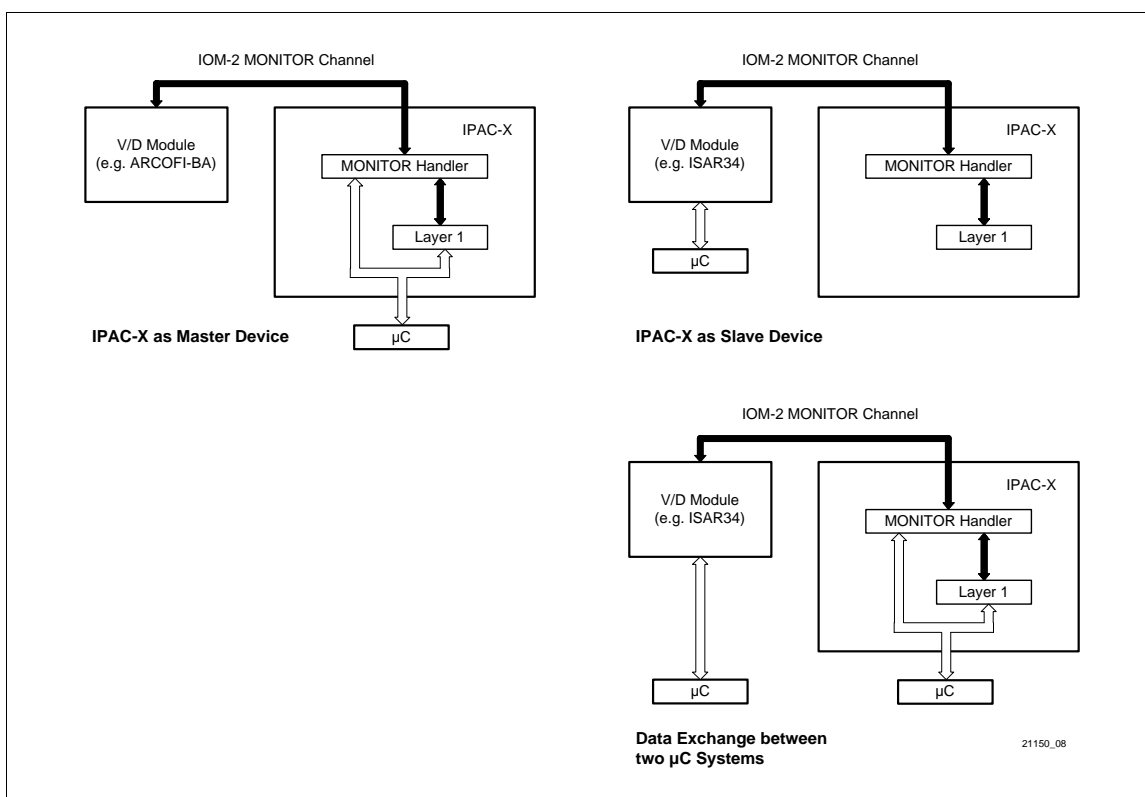 IOM-2 MONITOR Channel
V/D Module
(e.g. ARCOFI-BA)
IPAC-X
MONITOR Handler
Layer 1
µC
IPAC-X as Master Device
IOM-2 MONITOR Channel
V/D Module
(e.g. ISAR34)
IPAC-X
MONITOR Handler
Layer 1
µC
IPAC-X as Slave Device
IOM-2 MONITOR Channel
V/D Module
(e.g. ISAR34)
IPAC-X
MONITOR Handler
Layer 1
µC
µC
Data Exchange between
two µC Systems
21150_08